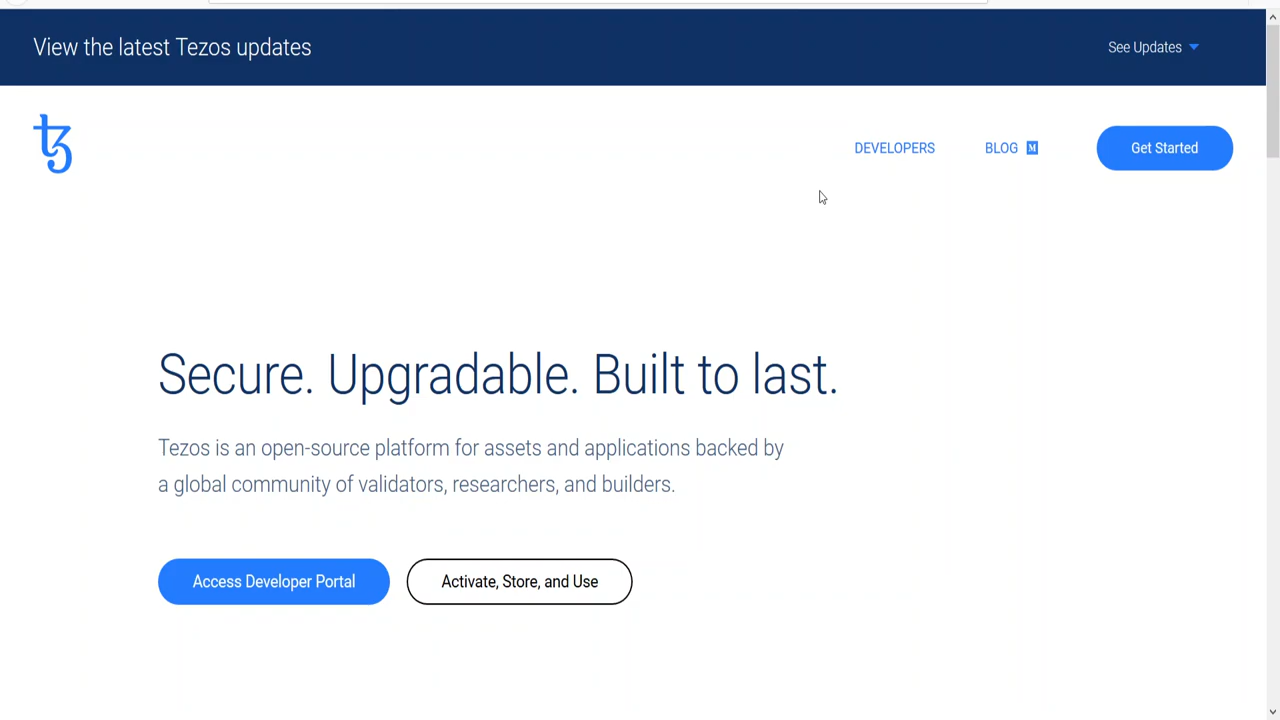 View the latest Tezos updates
See Updates
DEVELOPERS
BLOG M
Get Started
Secure. Upgradable. Built to last.
Tezos is an open-source platform for assets and applications backed by
a global community of validators, researchers, and builders.
Access Developer Portal
Activate, Store, and Use